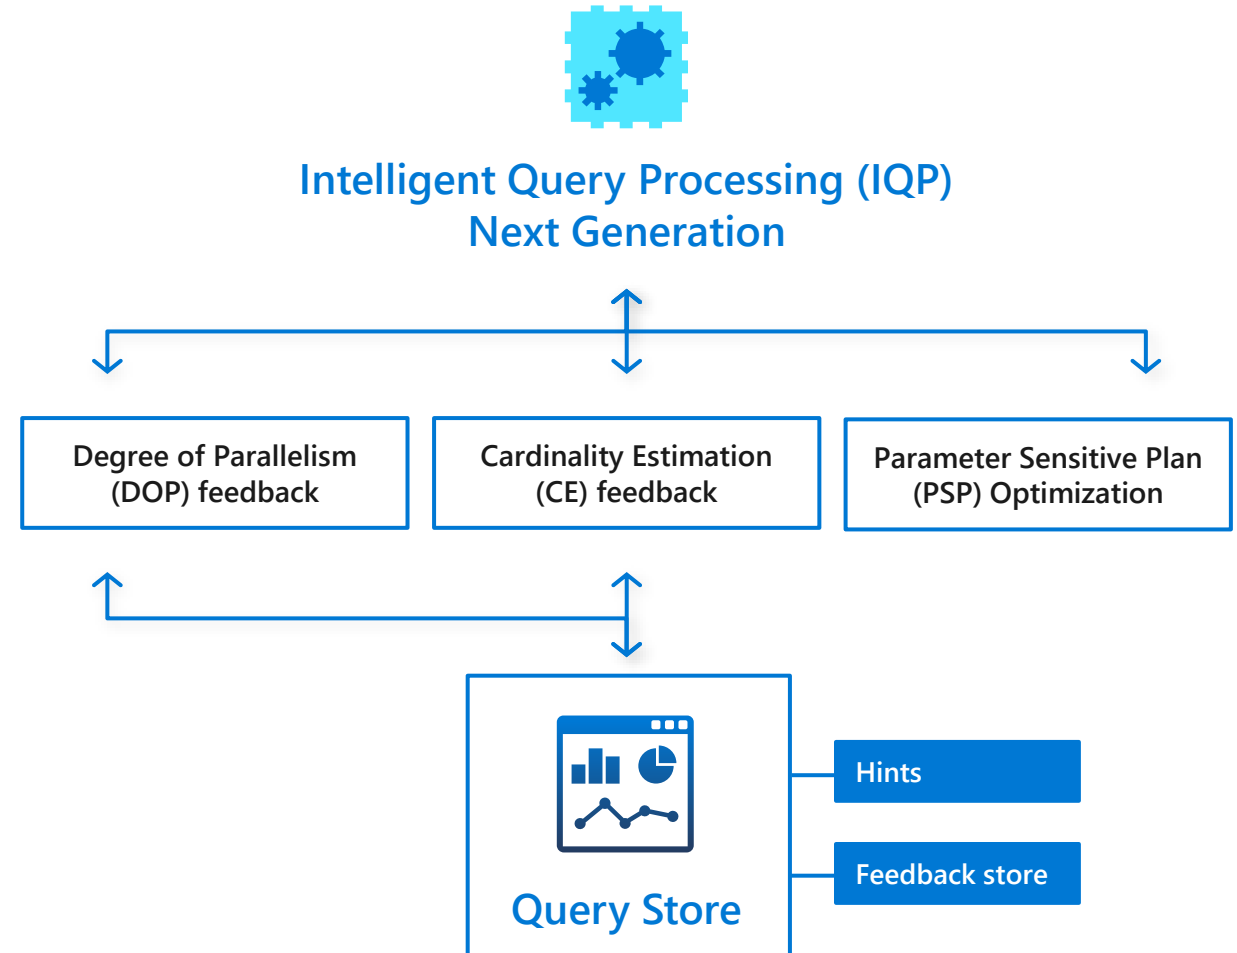 Intelligent Query Processing (IQP)
Next Generation
Degree of Parallelism
(DOP) feedback
Cardinality Estimation
(CE) feedback
Parameter Sensitive Plan
(PSP) Optimization
Hints
Feedback store
Query Store